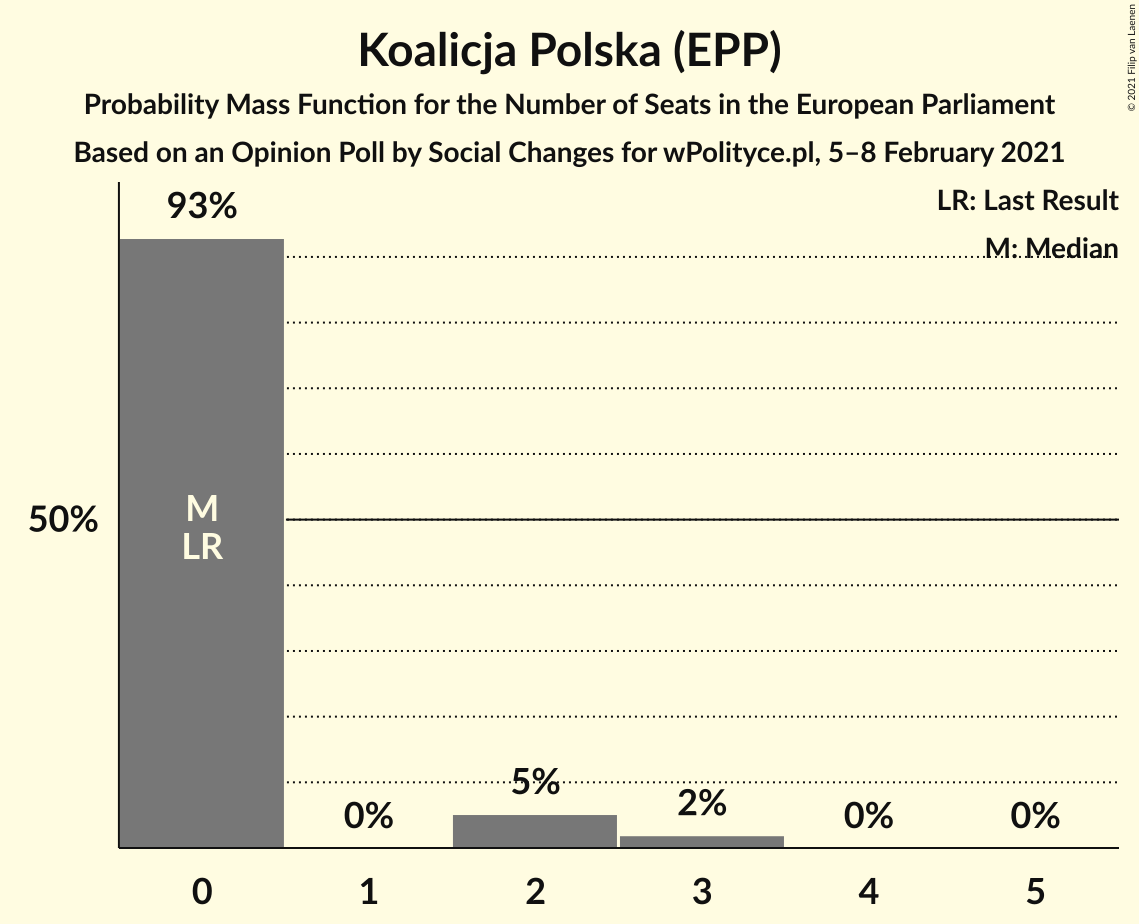 Koalicja Polska (EPP)
Probability Mass Function for the Number of Seats in the European Parliament
Based on an Opinion Poll by Social Changes for wPolityce.pl, 5–8 February 2021
© 2021 Filip van Laenen
LR: Last Result
M: Median
93%
50%
M
LR
0%
5%
2%
0%
0%
0
1
2
3
4
5